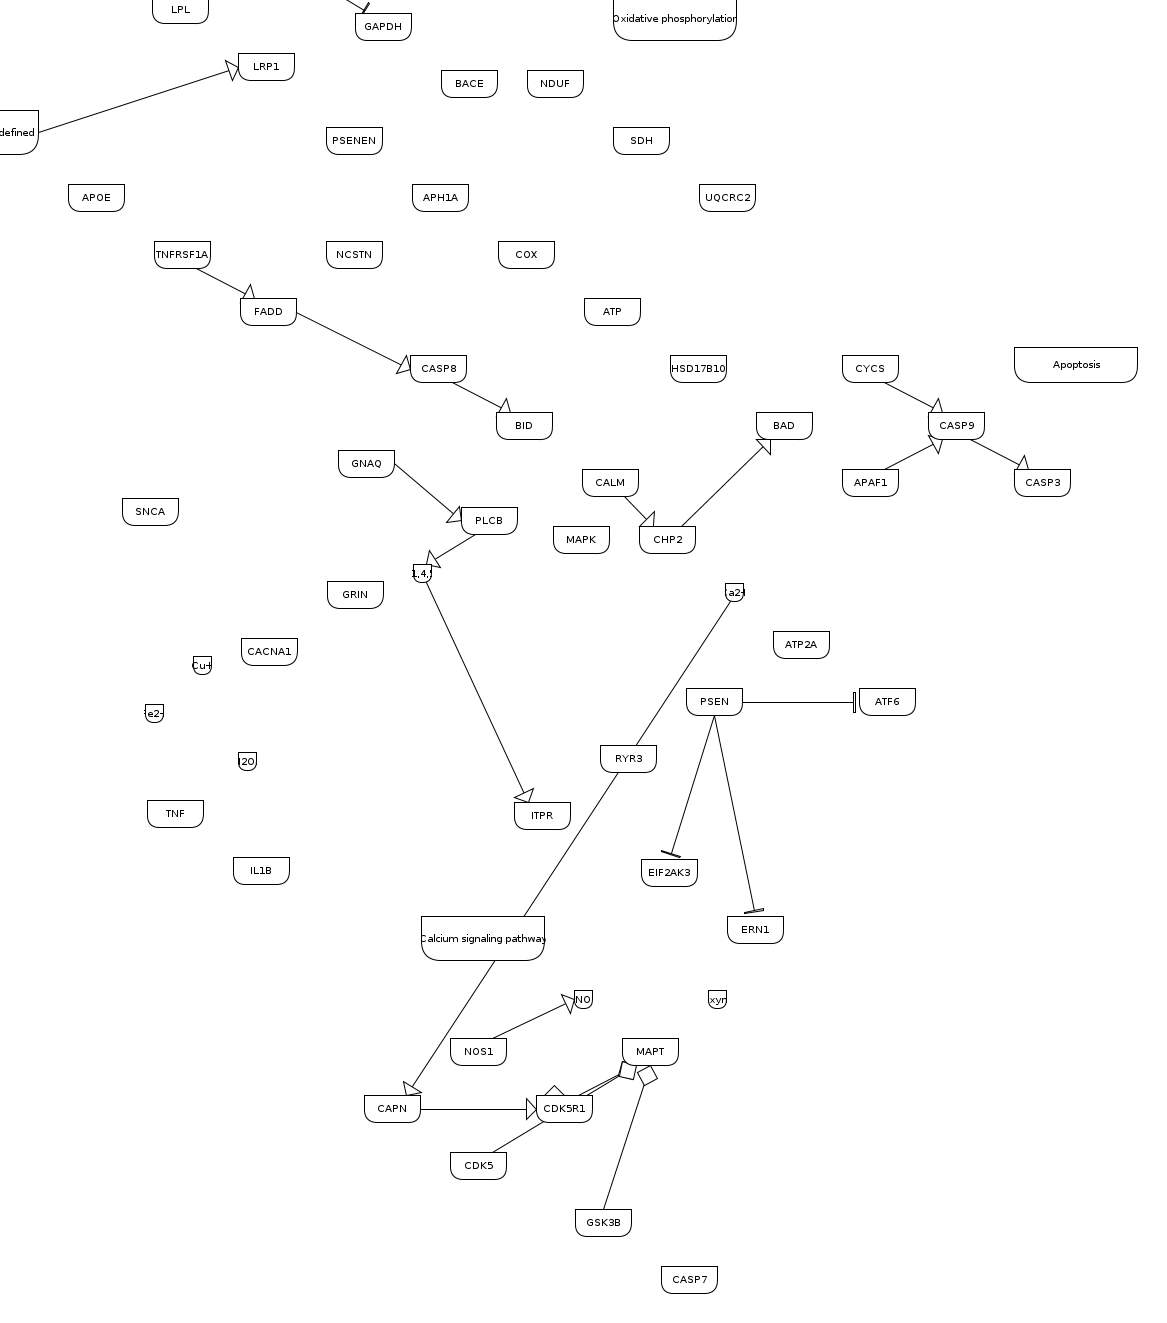 LPL
GAPDH
Oxidative phosphorylation
LRP1
BACE
NDUF
defined
PSENEN
SDH
APOE
APH1A
UQCRC2
TNFRSF1A
NCSTN
COX
FADD
ATP
CASP8
HSD17B10
CYCS
Apoptosis
BID
BAD
CASP9
GNAQ
CALM
APAF1
CASP3
SNCA
PLCB
MAPK
CHP2
1,4,
GRIN
a2+
CACNA1
ATP2A
Cu+
PSEN
ATF6
e2+
RYR3
I2O
TNF
ITPR
IL1B
EIF2AK3
ERN1
Calcium signaling pathway
NO
xyr
NOS1
MAPT
CAPN
CDK5R1
CDK5
GSK3B
CASP7